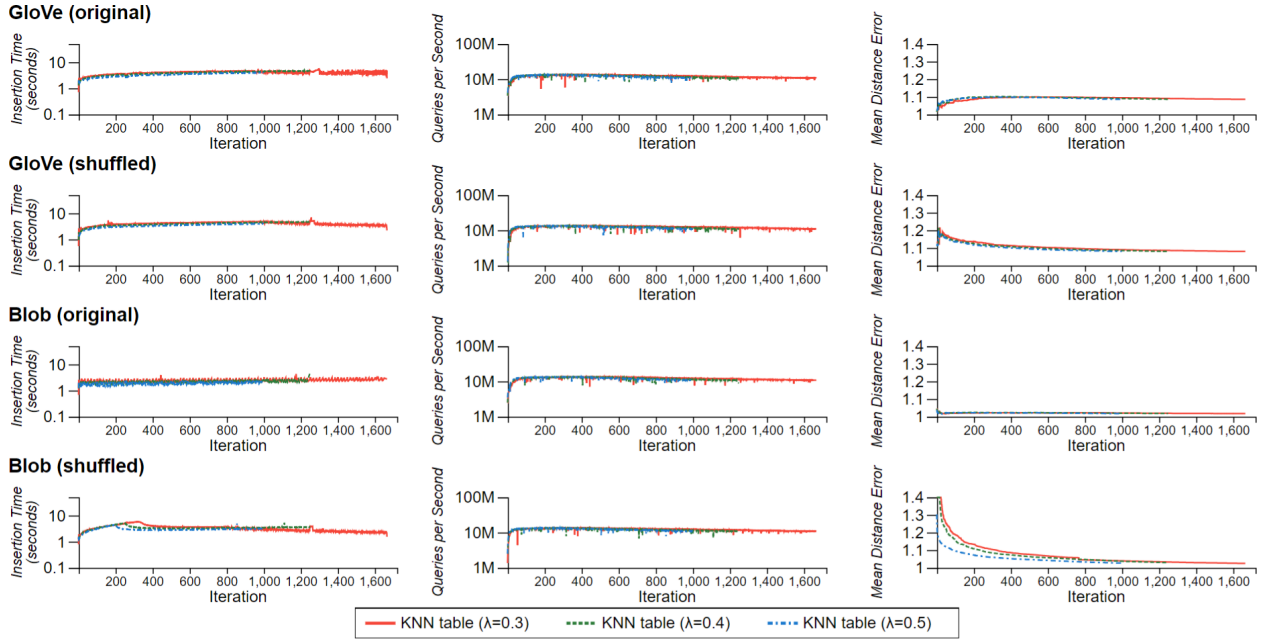 GloVe (original)
Insertion Time
(seconds)
10
1
0.1
200 400 600 800 1,000 1,200 1,400 1,600
Iteration
Queries per Second
100M
10M
1M
200 400 600 800 1,000 1,200 1,400 1,600
Iteration
Mean Distance Error
1.4
1.3
1.2
1.1
1
200 400 600 800 1,000 1,200 1,400 1,600
Iteration
GloVe (shuffled)
Insertion Time
(seconds)
10
1
0.1
200 400 600 800 1,000 1,200 1,400 1,600
Iteration
Queries per Second
100M
10M
1M
200 400 600 800 1,000 1,200 1,400 1,600
Iteration
Mean Distance Error
1.4
1.3
1.2
1.1
1
200 400 600 800 1,000 1,200 1,400 1,600
Iteration
Blob (original)
Insertion Time
(seconds)
10
1
0.1
200 400 600 800 1,000 1,200 1,400 1,600
Iteration
Queries per Second
100M
10M
1M
200 400 600 800 1,000 1,200 1,400 1,600
Iteration
Mean Distance Error
1.4
1.3
1.2
1.1
1
200 400 600 800 1,000 1,200 1,400 1,600
Iteration
Blob (shuffled)
Insertion Time
(seconds)
10
1
0.1
200 400 600 800 1,000 1,200 1,400 1,600
Iteration
Queries per Second
100M
10M
1M
200 400 600 800 1,000 1,200 1,400 1,600
Iteration
Mean Distance Error
1.4
1.3
1.2
1.1
1
200 400 600 800 1,000 1,200 1,400 1,600
Iteration
KNN table (λ=0.3) KNN table (λ=0.4) KNN table (λ=0.5)